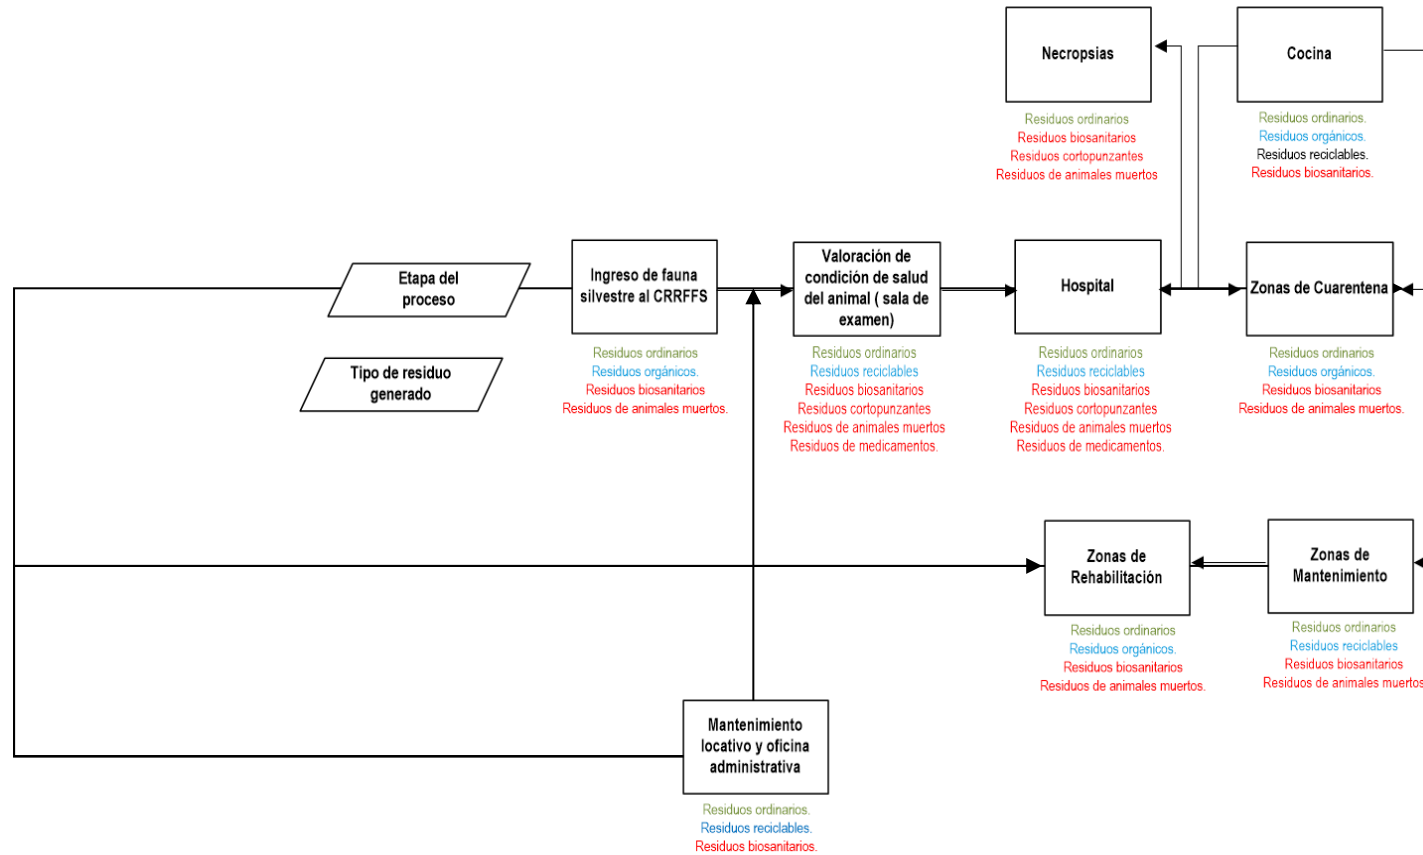 Necropsias
Residuos ordinarios
Residuos biosanitarios
Residuos cortopunzantes
Residuos de animales muertos
Cocina
Residuos ordinarios.
Residuos orgánicos.
Residuos reciclables.
Residuos biosanitarios.
Etapa del
proceso
Tipo de residuo
generado
Ingreso de fauna
silvestre al CRRFFS
Residuos ordinarios
Residuos orgánicos.
Residuos biosanitarios
Residuos de animales muertos.
Valoración de
condición de salud
del animal ( sala de
examen)
Residuos ordinarios
Residuos reciclables
Residuos biosanitarios
Residuos cortopunzantes
Residuos de animales muertos
Residuos de medicamentos.
Hospital
Residuos ordinarios
Residuos reciclables
Residuos biosanitarios
Residuos cortopunzantes
Residuos de animales muertos
Residuos de medicamentos.
Zonas de Cuarentena
Residuos ordinarios
Residuos orgánicos.
Residuos biosanitarios
Residuos de animales muertos.
Zonas de
Rehabilitación
Residuos ordinarios
Residuos orgánicos.
Residuos biosanitarios
Residuos de animales muertos.
Zonas de
Mantenimiento
Residuos ordinarios
Residuos reciclables
Residuos biosanitarios
Residuos de animales muertos
Mantenimiento
locativo y oficina
administrativa
Residuos ordinarios.
Residuos reciclables.
Residuos biosanitarios.